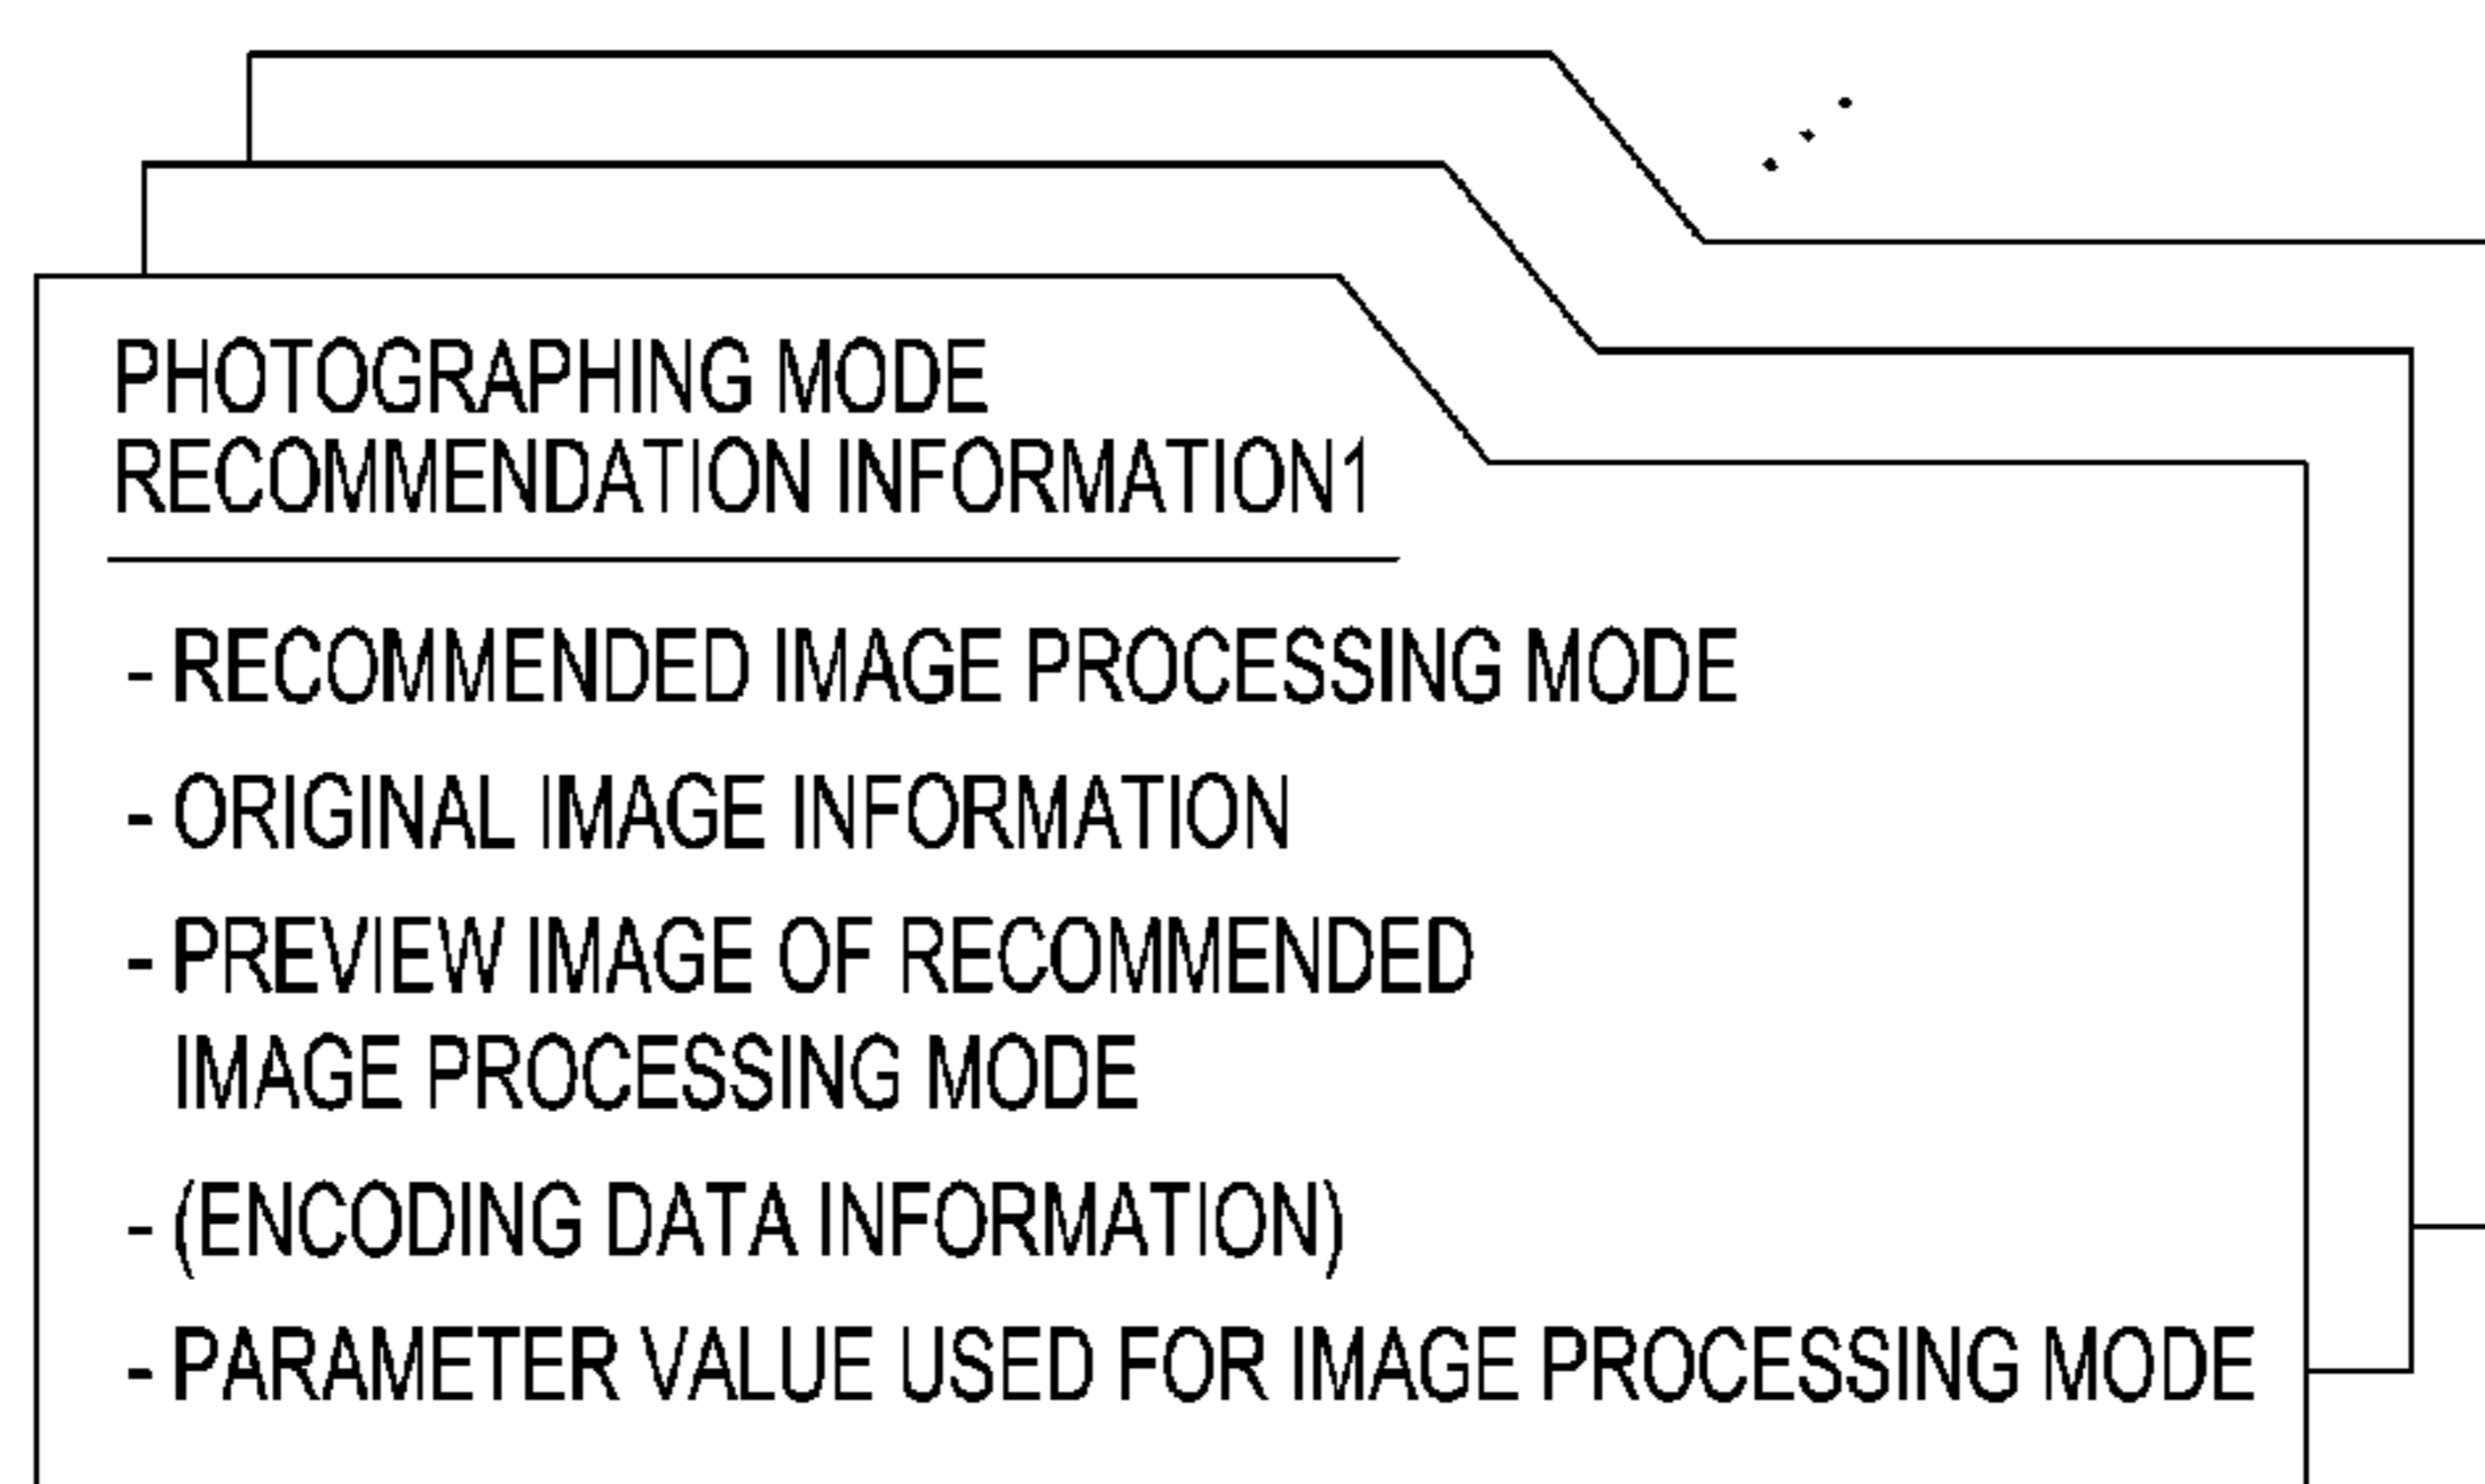 PHOTOGRAPHING MODE
RECOMMENDATION INFORMATION1
- RECOMMENDED IMAGE PROCESSING MODE
- ORIGINAL IMAGE INFORMATION
- PREVIEW IMAGE OF RECOMMENDED
IMAGE PROCESSING MODE
- (ENCODING DATA INFORMATION)
- PARAMETER VALUE USED FOR IMAGE PROCESSING MODE